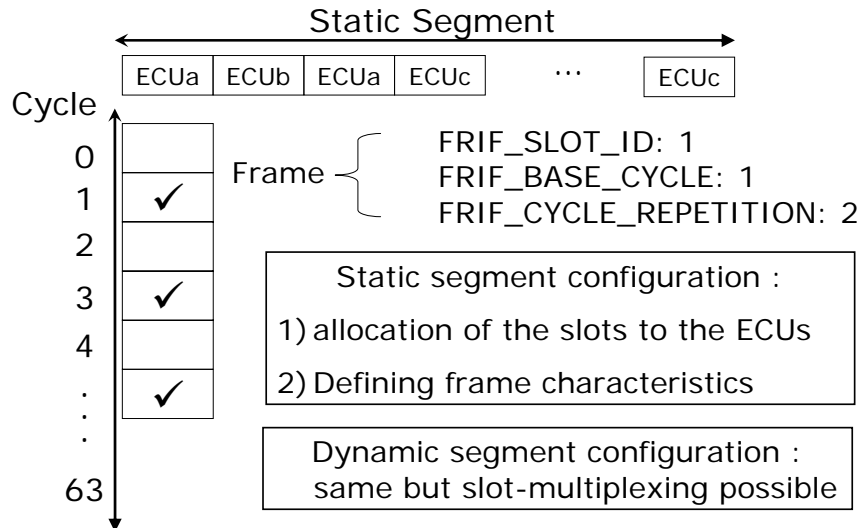 Static Segment
ECUa ECUb ECUa ECUc ... ECUc
Cycle
0
1 ✓
2
3 ✓
4
✓
.
.
.
63
Frame
FRIF_SLOT_ID: 1
FRIF_BASE_CYCLE: 1
FRIF_CYCLE_REPETITION: 2
Static segment configuration :
1) allocation of the slots to the ECUs
2) Defining frame characteristics
Dynamic segment configuration :
same but slot-multiplexing possible